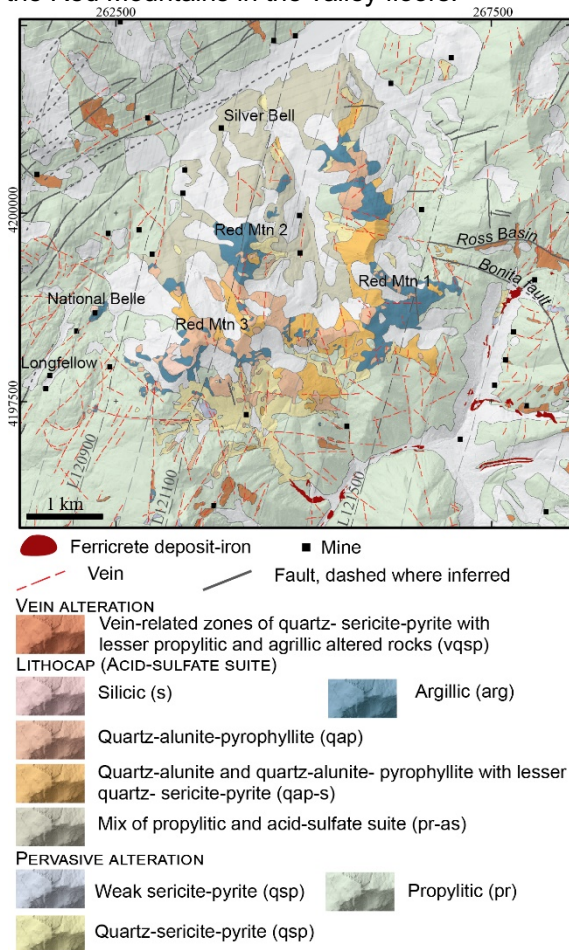 the Red Mountains in the valley floors.
262500
267500
Silver Bell
4200000
Red Mtn 2
Ross Basin
Red Mtn 1
Bonita fault
National Belle
Red Mtn 3
Longfellow
4197500
L120900
L121100
L121500
1 km
Ferricrete deposit-iron
Mine
Vein
Fault, dashed where inferred
VEIN ALTERATION
Vein-related zones of quartz- sericite-pyrite with
lesser propylitic and agrillic altered rocks (vqsp)
LITHOCAP (ACID-SULFATE SUITE)
Silicic (s)
Argillic (arg)
Quartz-alunite-pyrophyllite (qap)
Quartz-alunite and quartz-alunite- pyrophyllite with lesser
quartz- sericite-pyrite (qap-s)
Mix of propylitic and acid-sulfate suite (pr-as)
PERVASIVE ALTERATION
Weak sericite-pyrite (qsp)
Propylitic (pr)
Quartz-sericite-pyrite (qsp)